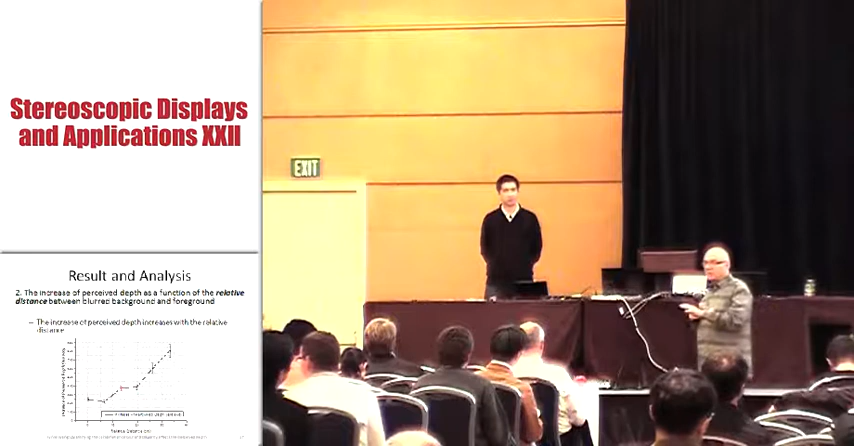 Stereoscopic Displays
and Applications XXII
EXIT
Result and Analysis
2. The increase of perceived depth as a function of the relative
distance between blurred background and foreground
– The increase of perceived depth increases with the relative
distance